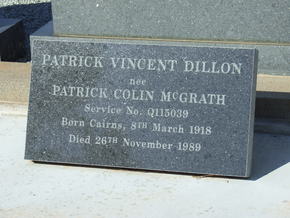 PATRICK VINCENT DILLON
nee
PATRICK COLIN McGRATH
Service No. Q115039
Born Cairns, 8TH March 1918
Died 26TH November 1989